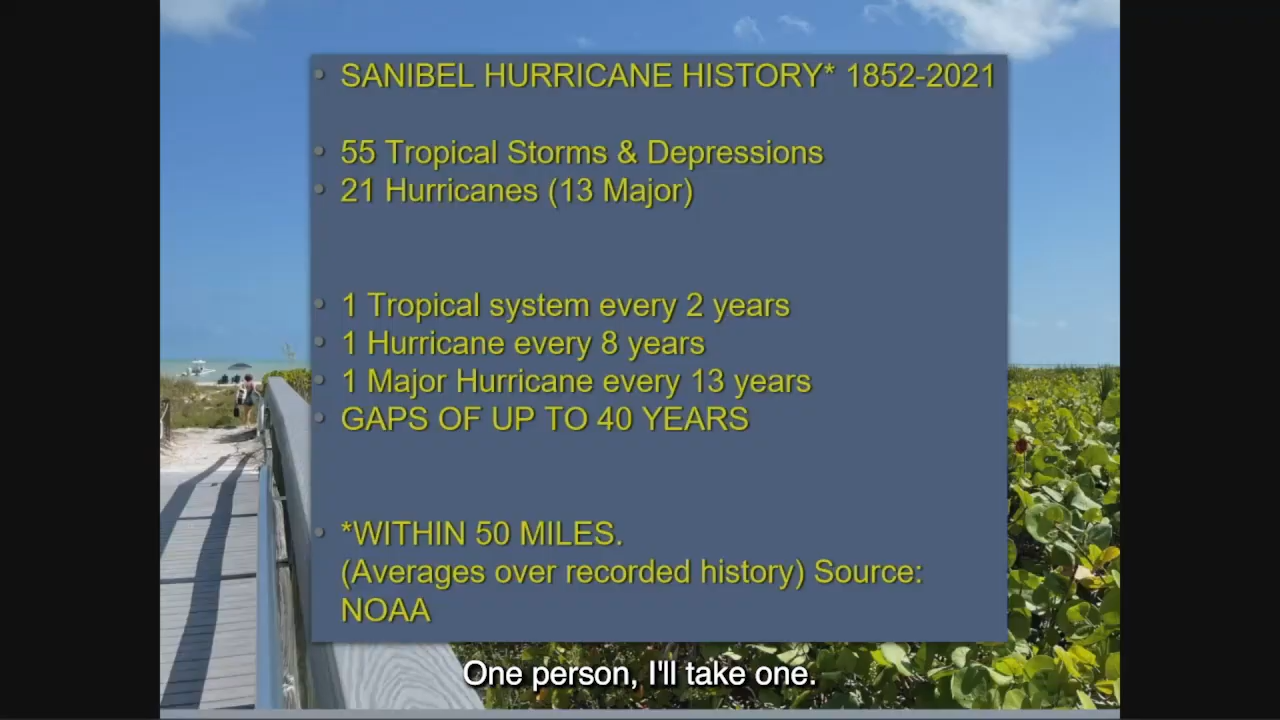 SANIBEL HURRICANE HISTORY* 1852-2021
55 Tropical Storms & Depressions
21 Hurricanes (13 Major)
1 Tropical system every 2 years
1 Hurricane every 8 years
1 Major Hurricane every 13 years
GAPS OF UP TO 40 YEARS
*WITHIN 50 MILES.
(Averages over recorded history) Source:
NOAA
One person, I'll take one.